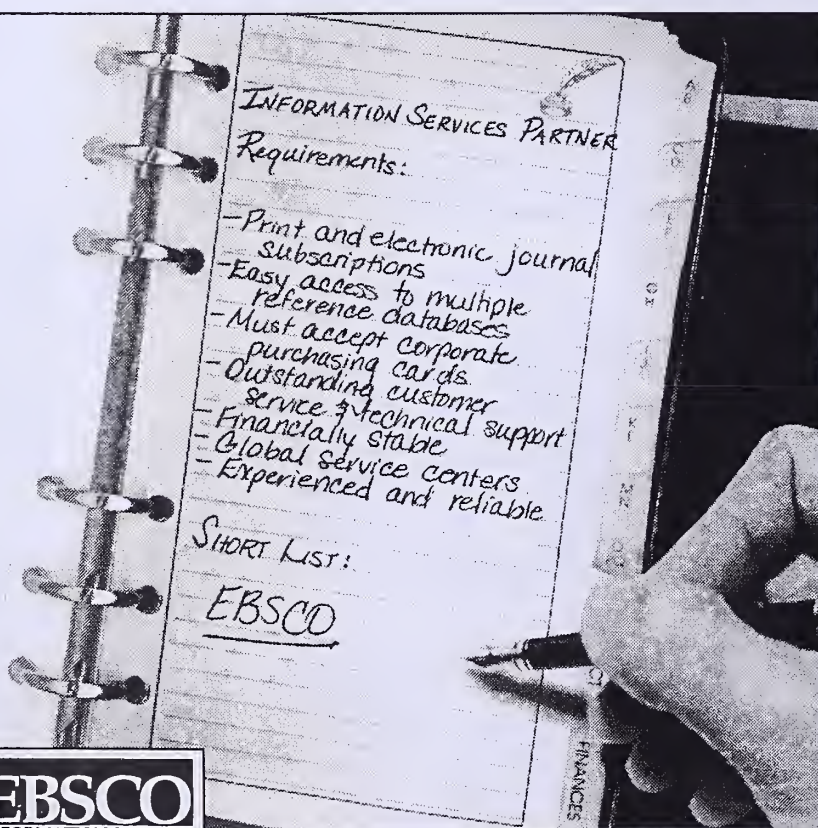 INFORMATION SERVICES PARTNER
Requirements:
- Print and electronic journal
subscriptions
- Easy access to multiple
reference databases
- Must accept corporate
purchasing cards
- Outstanding customer
service & technical support
- Financially stable
- Global service centers
- Experienced and reliable
SHORT LIST:
EBSCO
FINANCES
EBSCO